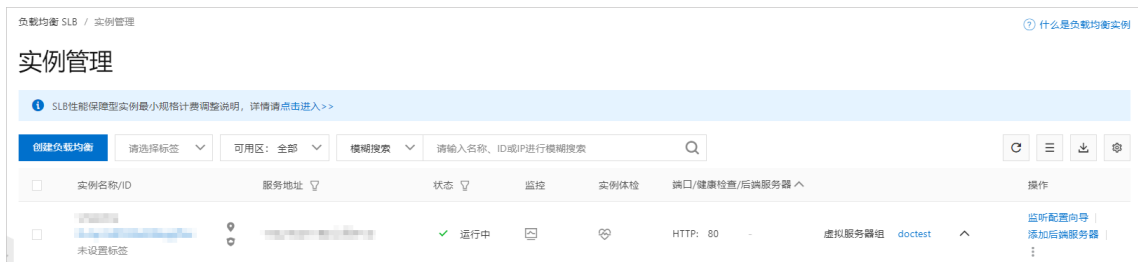 负载均衡 SLB / 实例管理
什么是负载均衡实例
实例管理
SLB性能保障型实例最小规格计费调整说明，详情请点击进入>>
创建负载均衡 请选择标签 可用区：全部 模糊搜索 请输入名称、ID或IP进行模糊搜索
实例名称/ID 服务地址 状态 监控 实例体检 端口/健康检查/后端服务器 操作
监听配置向导
运行中 HTTP: 80 - 虚拟服务器组 doctest 添加后端服务器
未设置标签